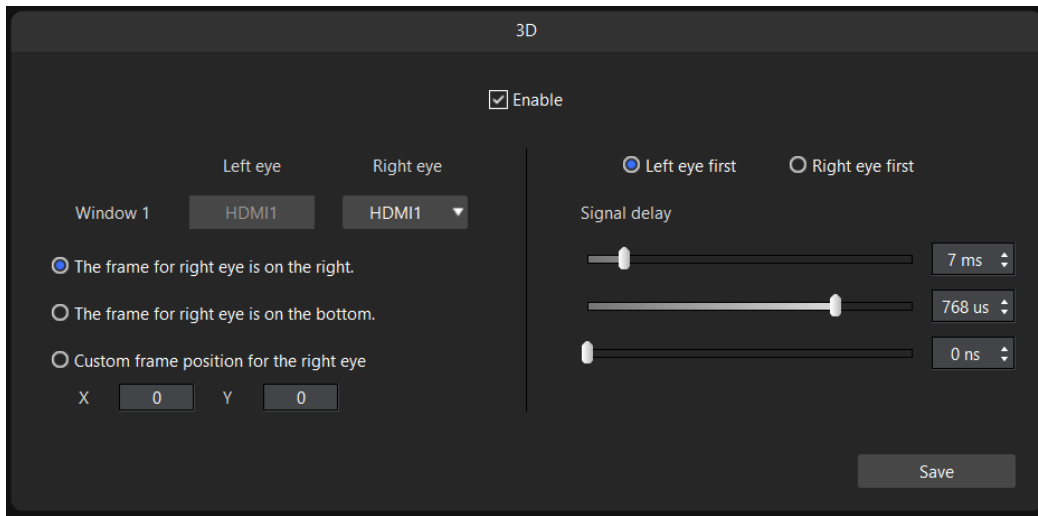 3D
Enable
Left eye Right eye
Window 1 HDMI1 HDMI1
The frame for right eye is on the right.
The frame for right eye is on the bottom.
Custom frame position for the right eye
X 0 Y 0
Left eye first Right eye first
Signal delay
7 ms
768 us
0 ns
Save